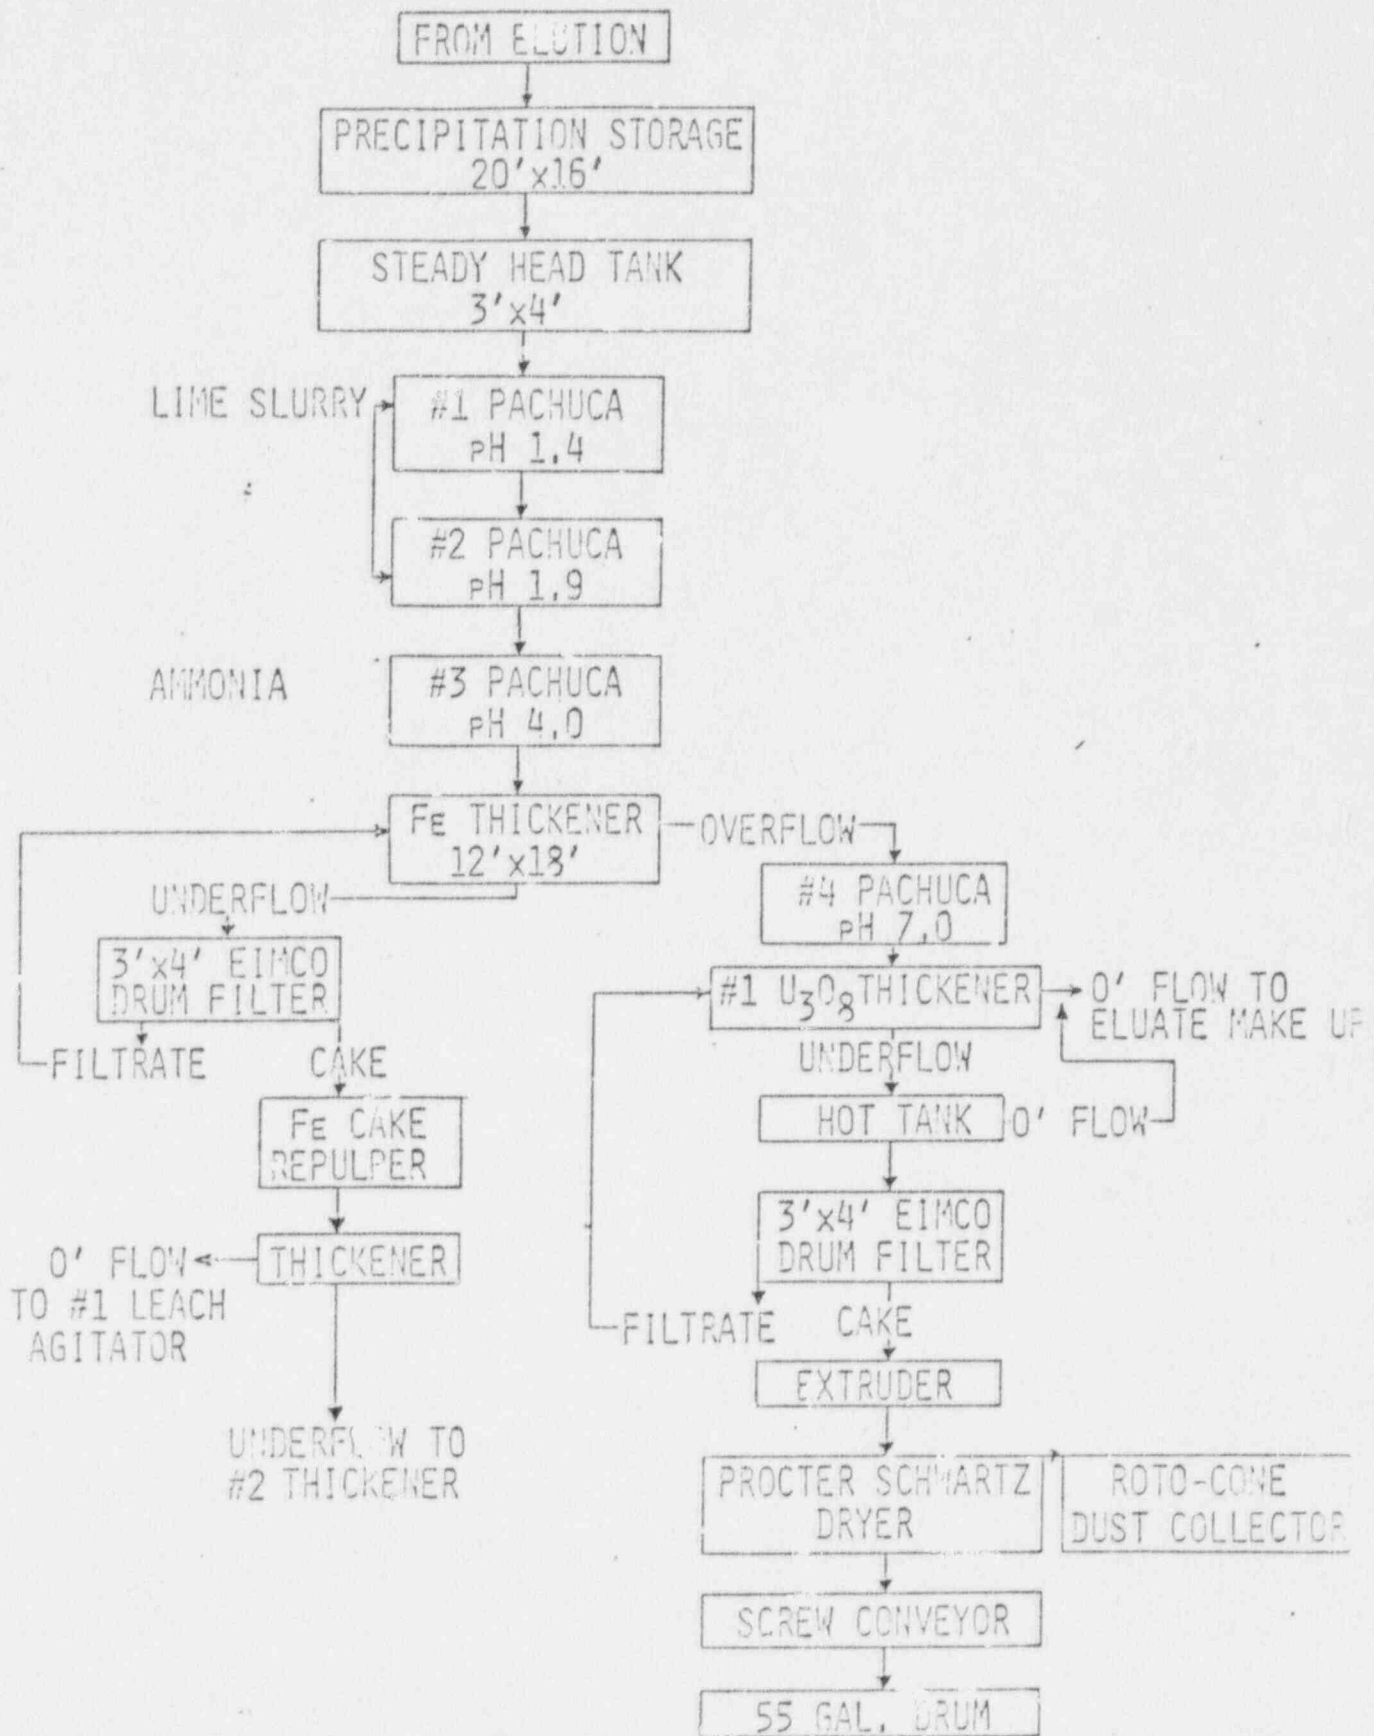 FROM ELUTION
PRECIPITATION STORAGE
20'x16'
STEADY HEAD TANK
3'x4'
LIME SLURRY
#1 PACHUCA
pH 1.4
#2 PACHUCA
pH 1.9
AMMONIA
#3 PACHUCA
pH 4.0
FE THICKENER
12'x18'
OVERFLOW
UNDERFLOW
#4 PACHUCA
pH 7.0
3'x4' EIMCO
DRUM FILTER
#1 U3O8 THICKENER
O' FLOW TO
ELUATE MAKE UP
FILTRATE
CAKE
UNDERFLOW
FE CAKE
REPULPER
HOT TANK
O' FLOW
3'x4' EIMCO
DRUM FILTER
O' FLOW
TO #1 LEACH
AGITATOR
THICKENER
FILTRATE
CAKE
EXTRUDER
UNDERFLOW TO
#2 THICKENER
PROCTER SCHWARTZ
DRYER
ROTO-CONE
DUST COLLECTOR
SCREW CONVEYOR
55 GAL. DRUM